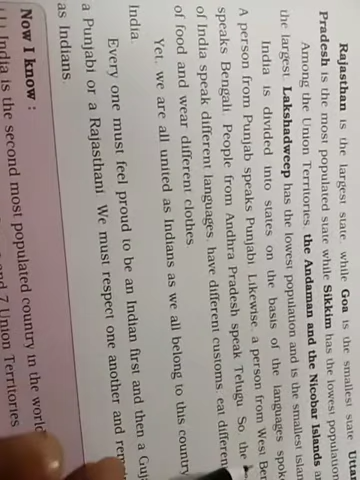 Rajasthan is the largest state, while Goa is the smallest state. Uttar
Pradesh is the most populated state while Sikkim has the lowest population
Among the Union Territories, the Andaman and the Nicobar Islands a
the largest. Lakshadweep has the lowest population and is the smallest islan
India is divided into states on the basis of the languages spoke
A person from Punjab speaks Punjabi. Likewise, a person from West Ben
speaks Bengali. People from Andhra Pradesh speak Telugu. So, the
of India speak different languages, have different customs, eat differen
of food and wear different clothes.
Yet, we are all united as Indians as we all belong to this country
India.
Every one must feel proud to be an Indian first and then a Guj
a Punjabi or a Rajasthani. We must respect one another and
as Indians.
Now I know :
India is the second most populated country in the world
and 7 Union Territories